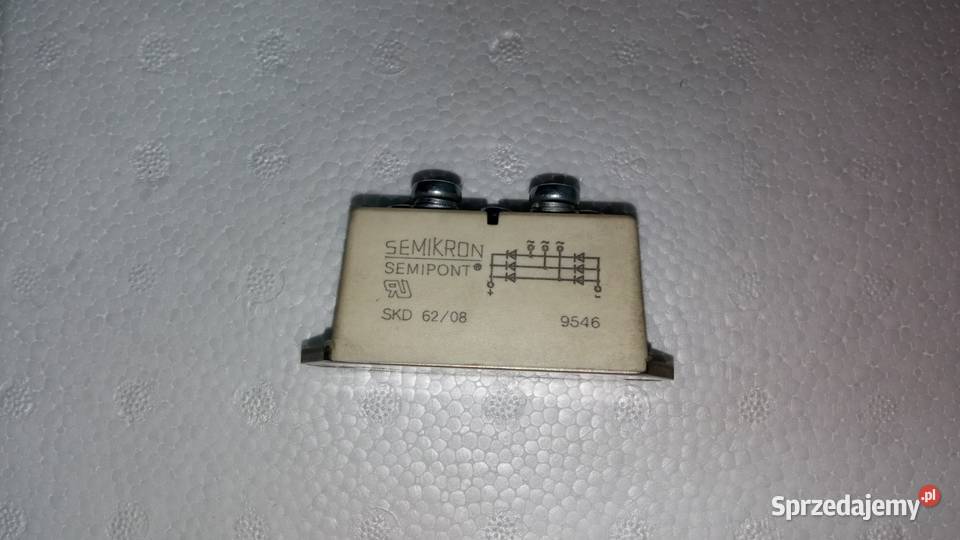 SEMIKRON
SEMIPONT®
SKD 62/08 9546
Sprzedajemy.pl